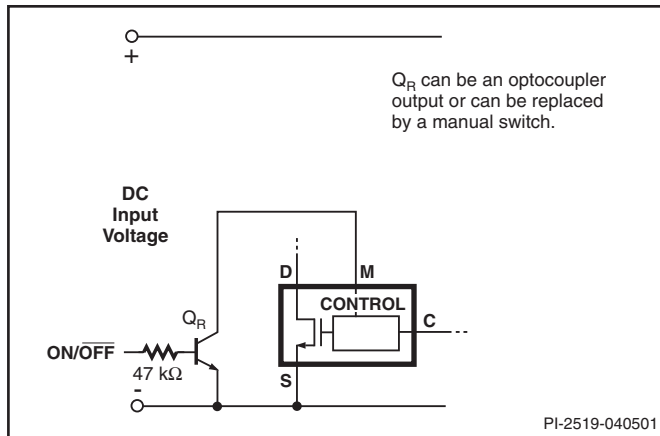 +
QR can be an optocoupler
output or can be replaced
by a manual switch.
DC
Input
Voltage
D
M
CONTROL
C
QR
ON/O̅F̅F̅
47 kΩ
S
-
PI-2519-040501